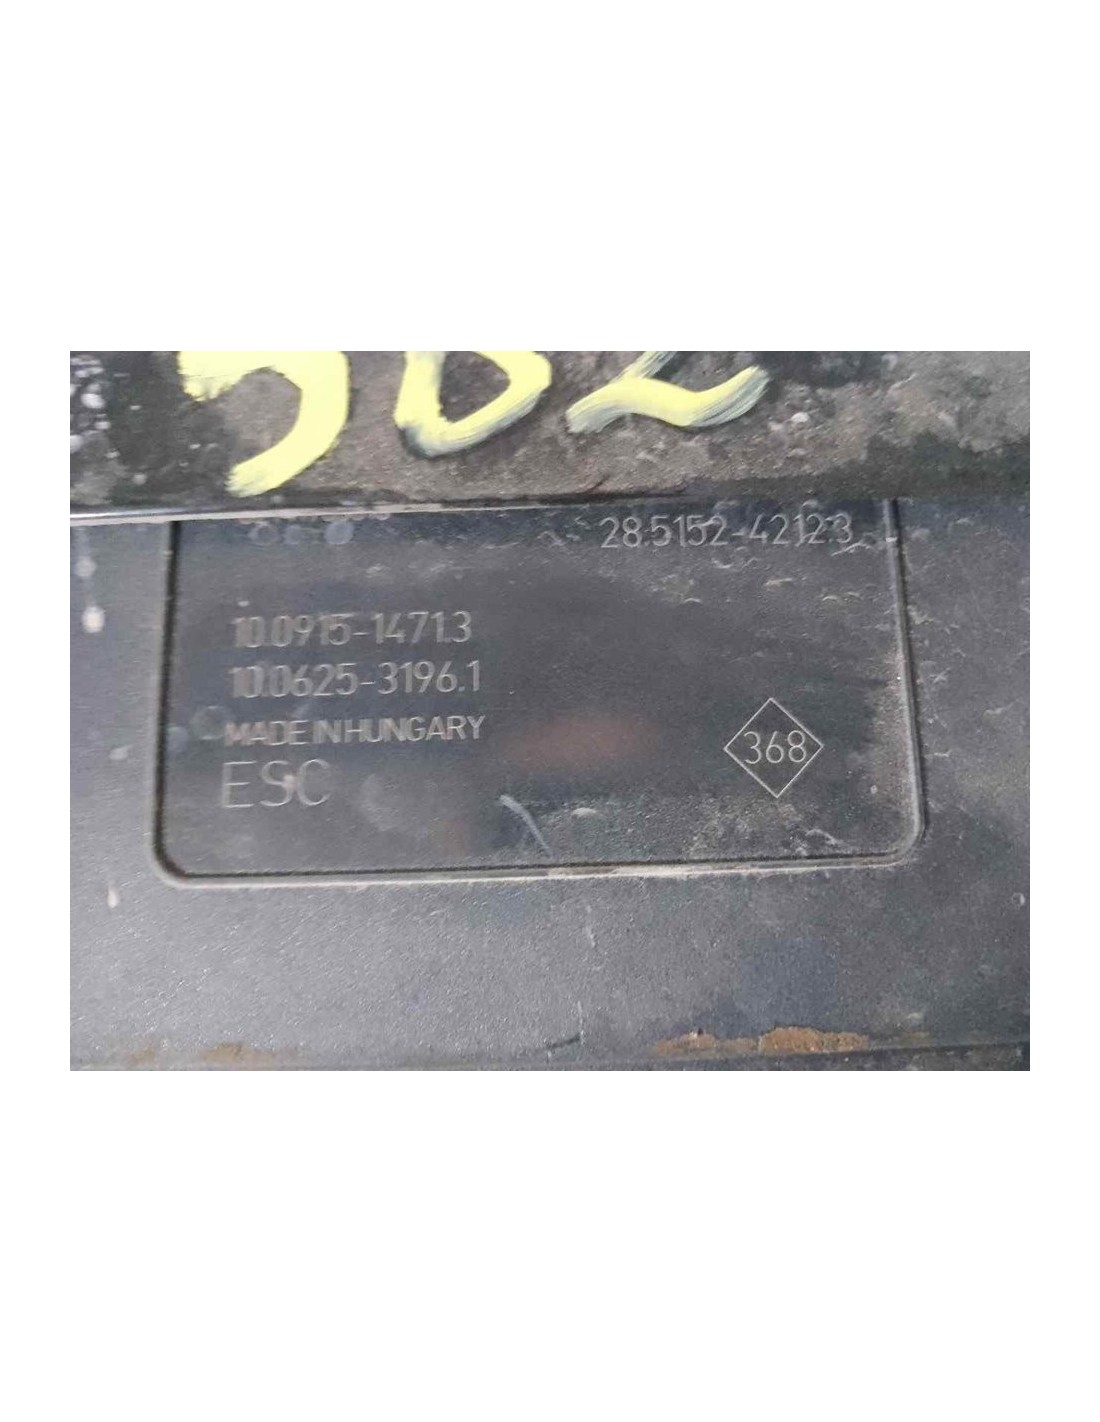 28.5152-4212.3
10.0915-1471.3
10.0625-3196.1
MADE IN HUNGARY
ESC
368